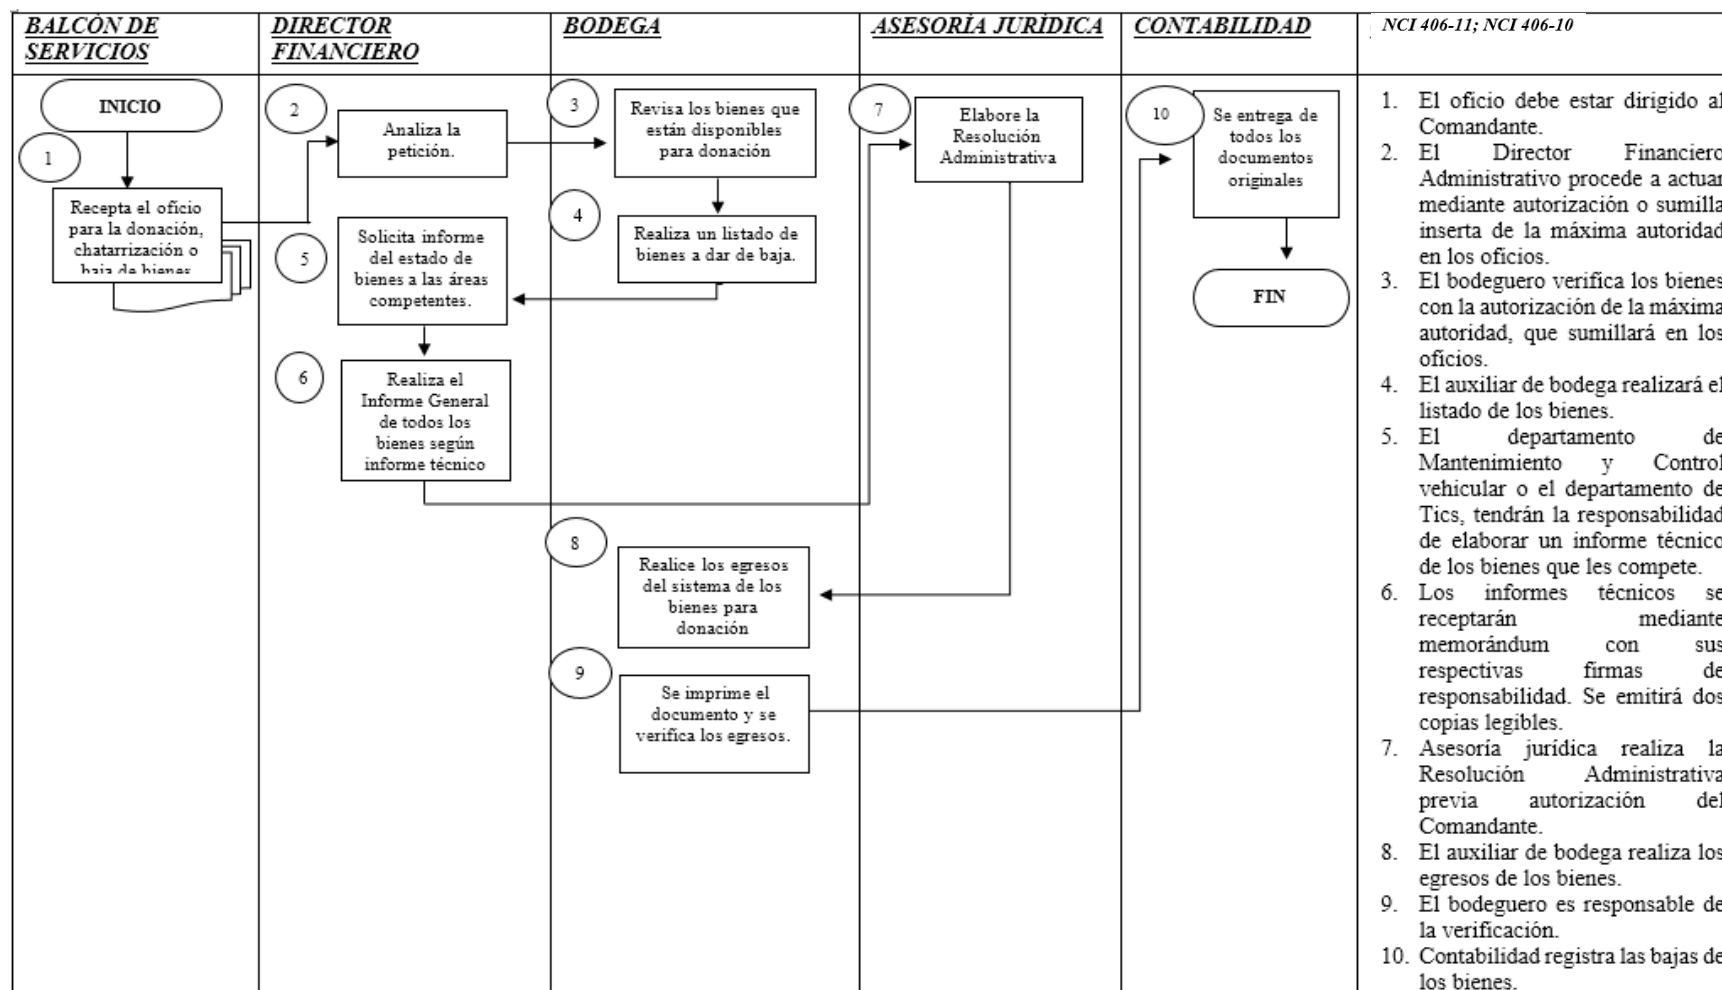 BALCÓN DE
SERVICIOS
DIRECTOR
FINANCIERO
BODEGA
ASESORÍA JURÍDICA
CONTABILIDAD
NCI 406-11; NCI 406-10
INICIO
1
Recepta el oficio
para la donación,
chatarrización o
baja de bienes
2
Analiza la
petición.
3
Revisa los bienes que
están disponibles
para donación
4
Realiza un listado de
bienes a dar de baja.
5
Solicita informe
del estado de
bienes a las áreas
competentes.
6
Realiza el
Informe General
de todos los
bienes según
informe técnico
7
Elabore la
Resolución
Administrativa
8
Realice los egresos
del sistema de los
bienes para
donación
9
Se imprime el
documento y se
verifica los egresos.
10
Se entrega de
todos los
documentos
originales
FIN
1. El oficio debe estar dirigido al
Comandante.
2. El Director Financiero
Administrativo procede a actuar
mediante autorización o sumilla
inserta de la máxima autoridad
en los oficios.
3. El bodeguero verifica los bienes
con la autorización de la máxima
autoridad, que sumillará en los
oficios.
4. El auxiliar de bodega realizará el
listado de los bienes.
5. El departamento de
Mantenimiento y Control
vehicular o el departamento de
Tics, tendrán la responsabilidad
de elaborar un informe técnico
de los bienes que les compete.
6. Los informes técnicos se
receptarán mediante
memorándum con sus
respectivas firmas de
responsabilidad. Se emitirá dos
copias legibles.
7. Asesoría jurídica realiza la
Resolución Administrativa
previa autorización del
Comandante.
8. El auxiliar de bodega realiza los
egresos de los bienes.
9. El bodeguero es responsable de
la verificación.
10. Contabilidad registra las bajas de
los bienes.